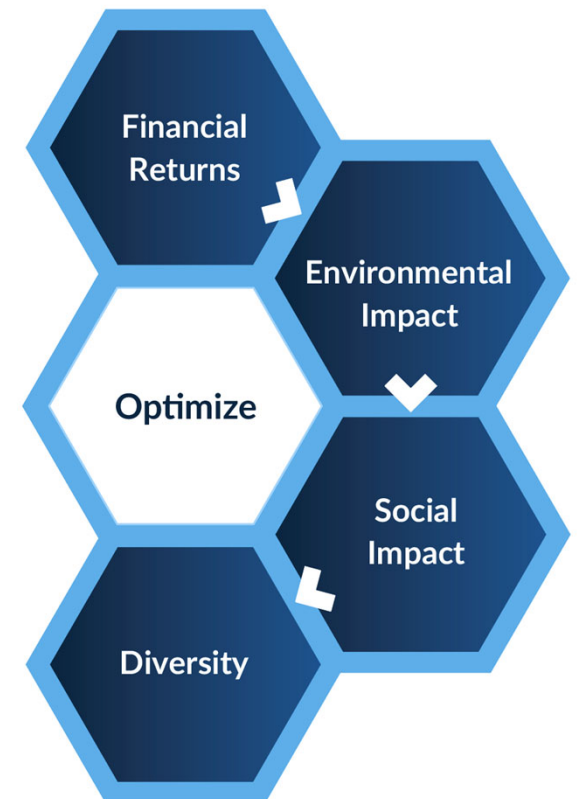 Financial
Returns
Environmental
Impact
Optimize
Social
Impact
Diversity